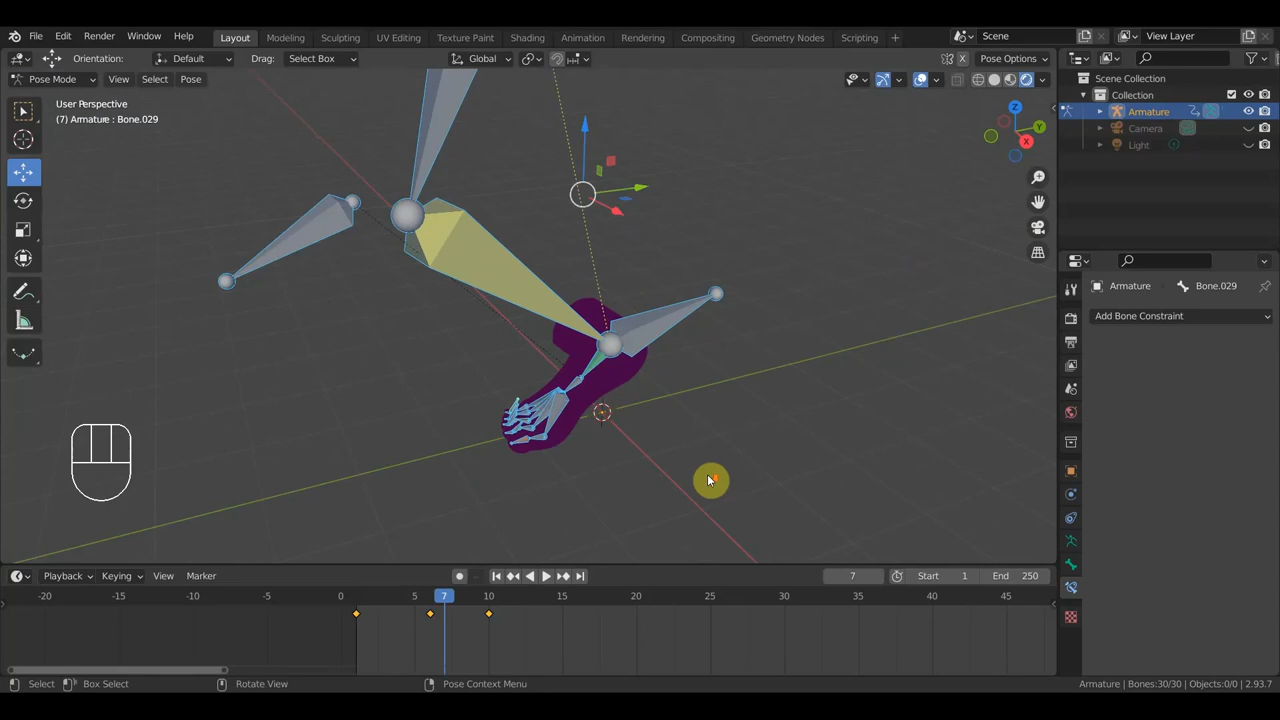 File Edit Render Window Help Layout Modeling Sculpting UV Editing Texture Paint Shading Animation Rendering Compositing Geometry Nodes Scripting + Scene View Layer
Orientation: Default Drag: Select Box Global Pose Options
Pose Mode View Select Pose
User Perspective
(7) Armature : Bone.029
Z
Y
X
Scene Collection
Collection
Armature
Camera
Light
Armature Bone.029
Add Bone Constraint
Playback Keying View Marker 7 Start 1 End 250
-20 -15 -10 -5 0 5 7 10 15 20 25 30 35 40 45
Select Box Select Rotate View Pose Context Menu Armature | Bones:30/30 | Objects:0/0 | 2.93.7